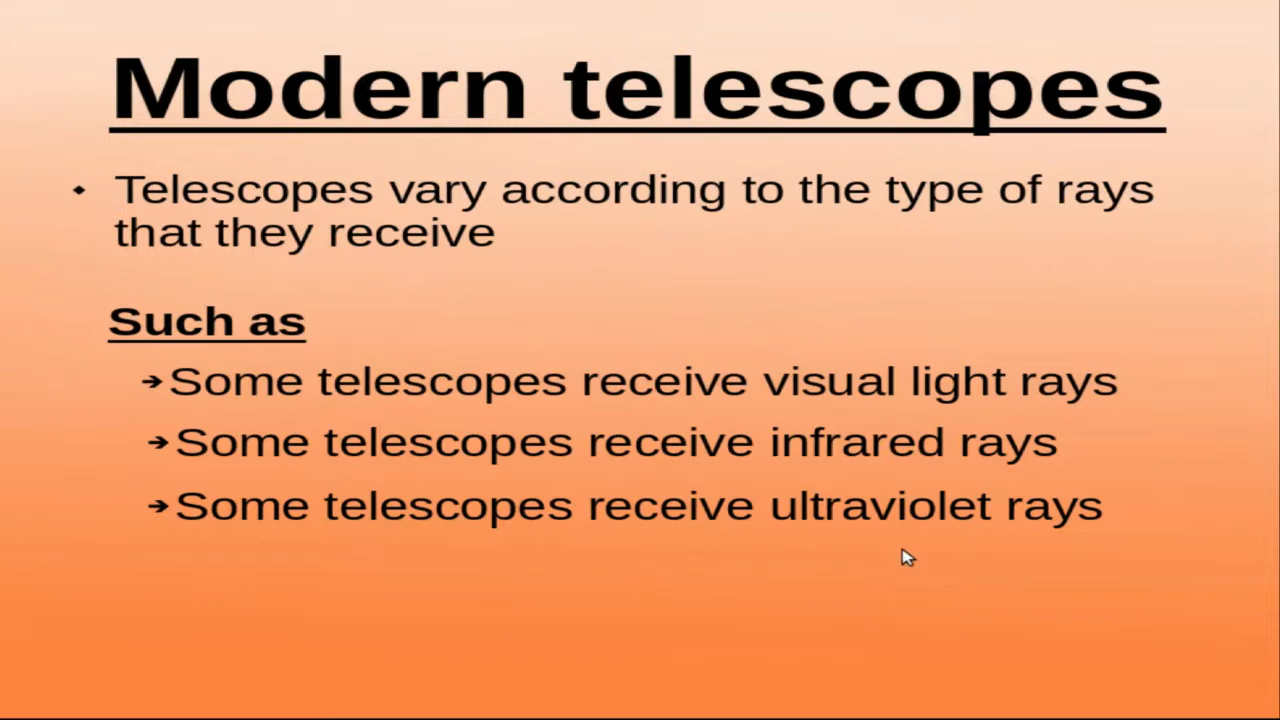 Modern telescopes
Telescopes vary according to the type of rays
that they receive
Such as
Some telescopes receive visual light rays
Some telescopes receive infrared rays
Some telescopes receive ultraviolet rays